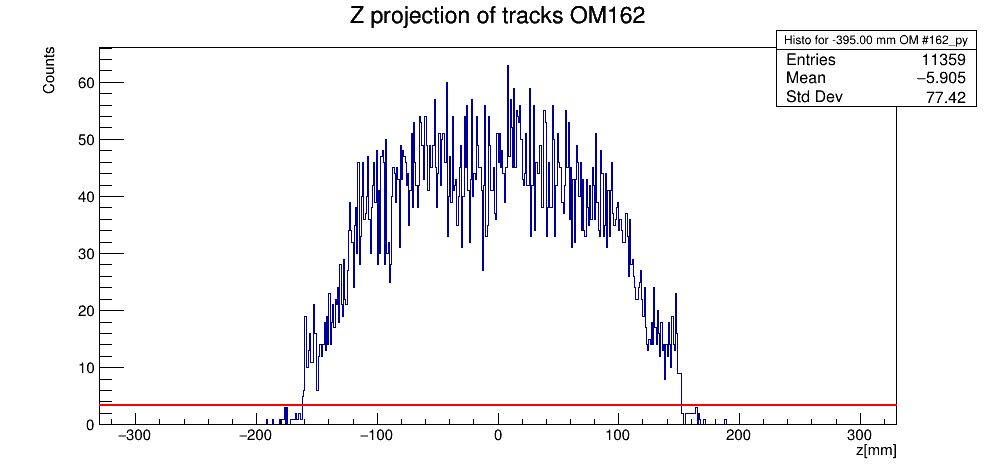 Z projection of tracks OM162
Histo for -395.00 mm OM #162_py
Entries 11359
Mean −5.905
Std Dev 77.42
Counts
60
50
40
30
20
10
0
−300 −200 −100 0 100 200 300
z[mm]